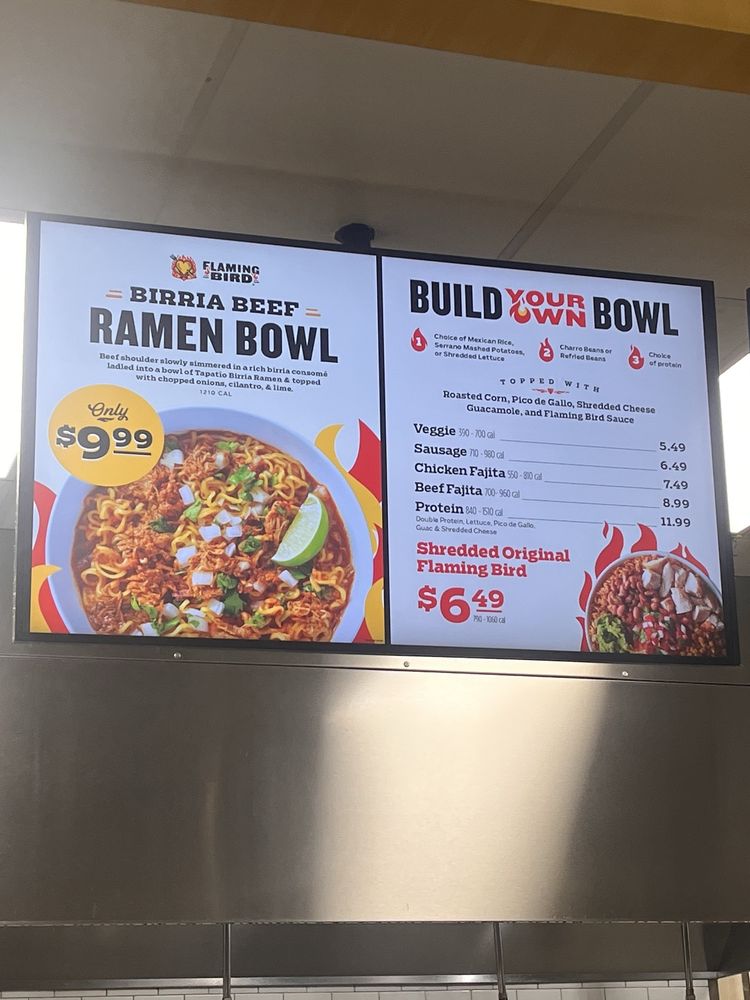 FLAMING
BIRD
BIRRIA BEEF
RAMEN BOWL
Beef shoulder slowly simmered in a rich birria consomé
ladled into a bowl of Tapatio Birria Ramen & topped
with chopped onions, cilantro, & lime.
1210 CAL
Only
$9.99
BUILD YOUR OWN BOWL
1 Choice of Mexican Rice,
Serrano Mashed Potatoes,
or Shredded Lettuce
2 Charro Beans or
Refried Beans
3 Choice
of protein
TOPPED WITH
Roasted Corn, Pico de Gallo, Shredded Cheese
Guacamole, and Flaming Bird Sauce
Veggie 390 - 700 cal 5.49
Sausage 710 - 980 cal 6.49
Chicken Fajita 550 - 810 cal 7.49
Beef Fajita 700 - 960 cal 8.99
Protein 840 - 1510 cal 11.99
Double Protein, Lettuce, Pico de Gallo,
Guac & Shredded Cheese
Shredded Original
Flaming Bird
$6.49
790 - 1060 cal